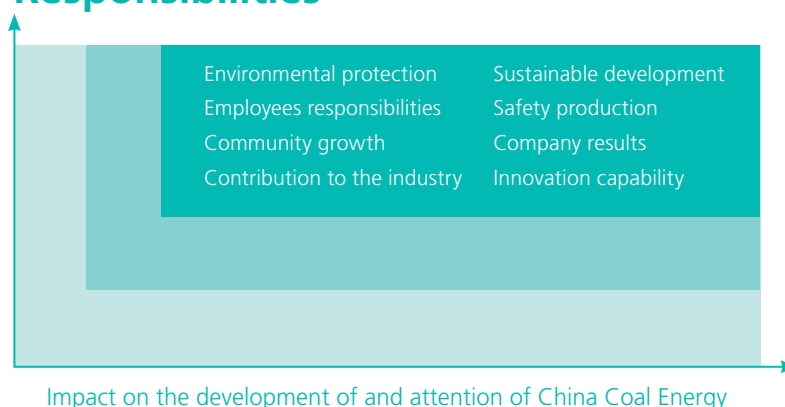 Responsibilities
Environmental protection
Employees responsibilities
Community growth
Contribution to the industry
Sustainable development
Safety production
Company results
Innovation capability
Impact on the development of and attention of China Coal Energy